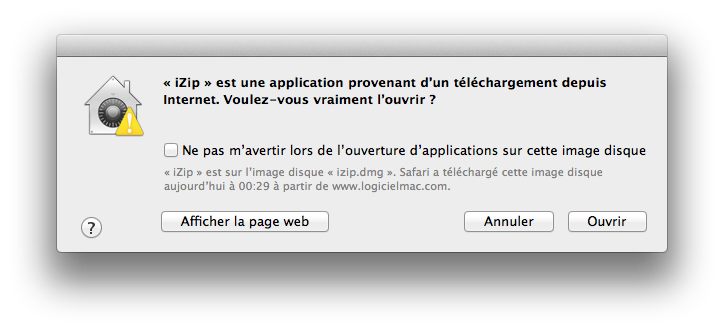 « iZip » est une application provenant d'un téléchargement depuis
Internet. Voulez-vous vraiment l'ouvrir ?
Ne pas m’avertir lors de l’ouverture d’applications sur cette image disque
« iZip » est sur l’image disque « izip.dmg ». Safari a téléchargé cette image disque
aujourd’hui à 00:29 à partir de www.logicielmac.com.
?
Afficher la page web
Annuler
Ouvrir